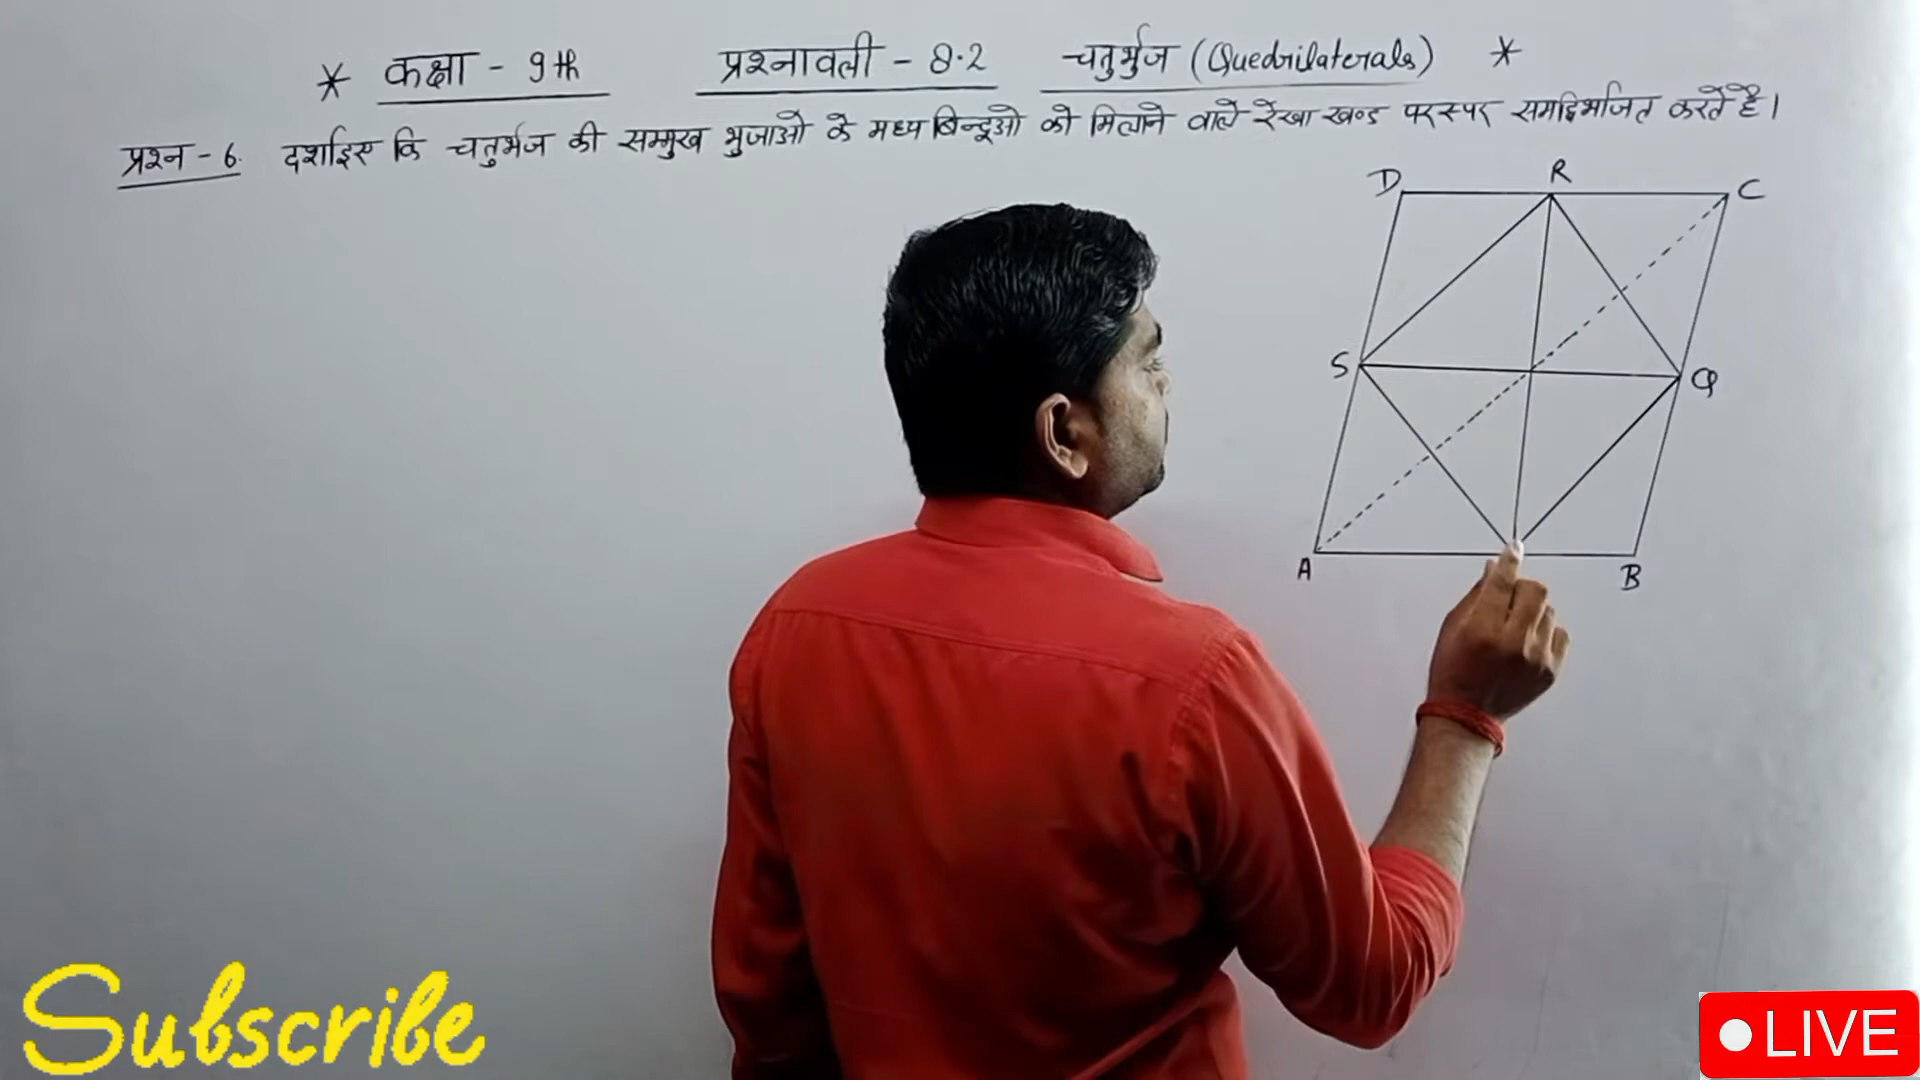 * कक्षा - 9th प्रश्नावली - 8.2 चतुर्भुज (Quedrilaterals) *
प्रश्न - 6. दर्शाइए कि चतुर्भुज की सम्मुख भुजाओ के मध्य बिन्दूओ को मिलाने वाले रेखा खण्ड परस्पर समद्विभाजित करते है।
D R C
S Q
A B
Subscribe
LIVE